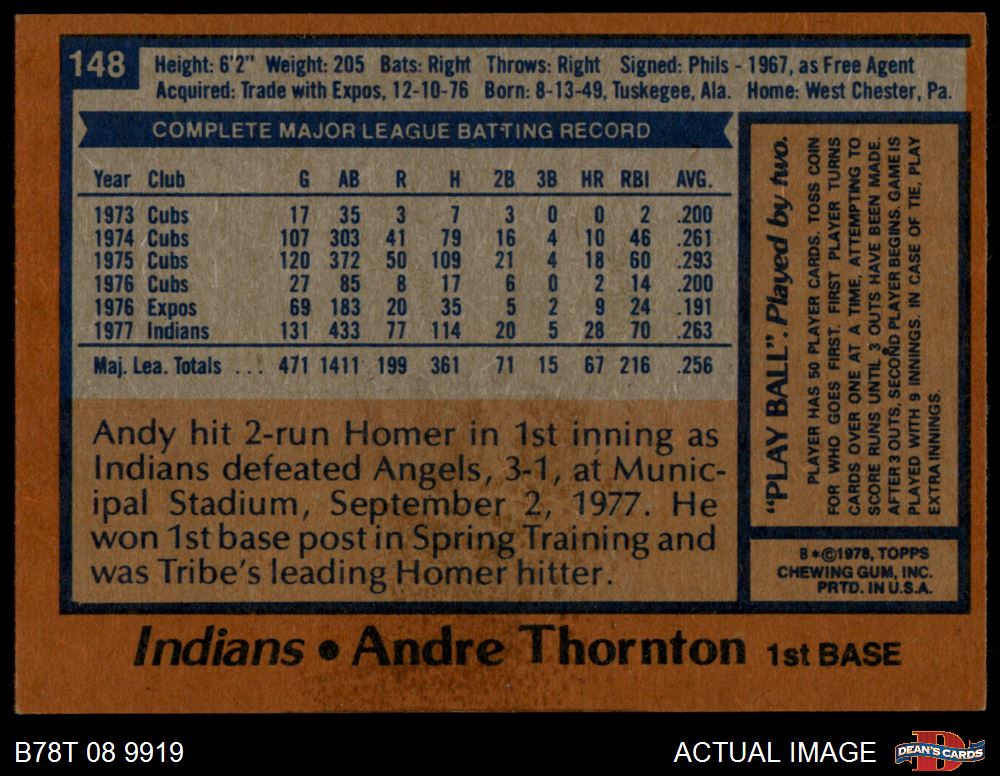 148
Height: 6'2" Weight: 205 Bats: Right Throws: Right Signed: Phils - 1967, as Free Agent
Acquired: Trade with Expos, 12-10-76 Born: 8-13-49, Tuskegee, Ala. Home: West Chester, Pa.
COMPLETE MAJOR LEAGUE BATTING RECORD
Year Club G AB R H 2B 3B HR RBI AVG.
1973 Cubs 17 35 3 7 3 0 0 2 .200
1974 Cubs 107 303 41 79 16 4 10 46 .261
1975 Cubs 120 372 50 109 21 4 18 60 .293
1976 Cubs 27 85 8 17 6 0 2 14 .200
1976 Expos 69 183 20 35 5 2 9 24 .191
1977 Indians 131 433 77 114 20 5 28 70 .263
Maj. Lea. Totals ... 471 1411 199 361 71 15 67 216 .256
Andy hit 2-run Homer in 1st inning as
Indians defeated Angels, 3-1, at Munic-
ipal Stadium, September 2, 1977. He
won 1st base post in Spring Training and
was Tribe's leading Homer hitter.
"PLAY BALL". Played by two.
PLAYER HAS 50 PLAYER CARDS. TOSS COIN
FOR WHO GOES FIRST. FIRST PLAYER TURNS
CARDS OVER ONE AT A TIME, ATTEMPTING TO
SCORE RUNS UNTIL 3 OUTS HAVE BEEN MADE.
AFTER 3 OUTS, SECOND PLAYER BEGINS. GAME IS
PLAYED WITH 9 INNINGS. IN CASE OF TIE, PLAY
EXTRA INNINGS.
8*©1978, TOPPS
CHEWING GUM, INC.
PRTD. IN U.S.A.
Indians • Andre Thornton 1st BASE
B78T 08 9919
ACTUAL IMAGE
DEAN'S CARDS